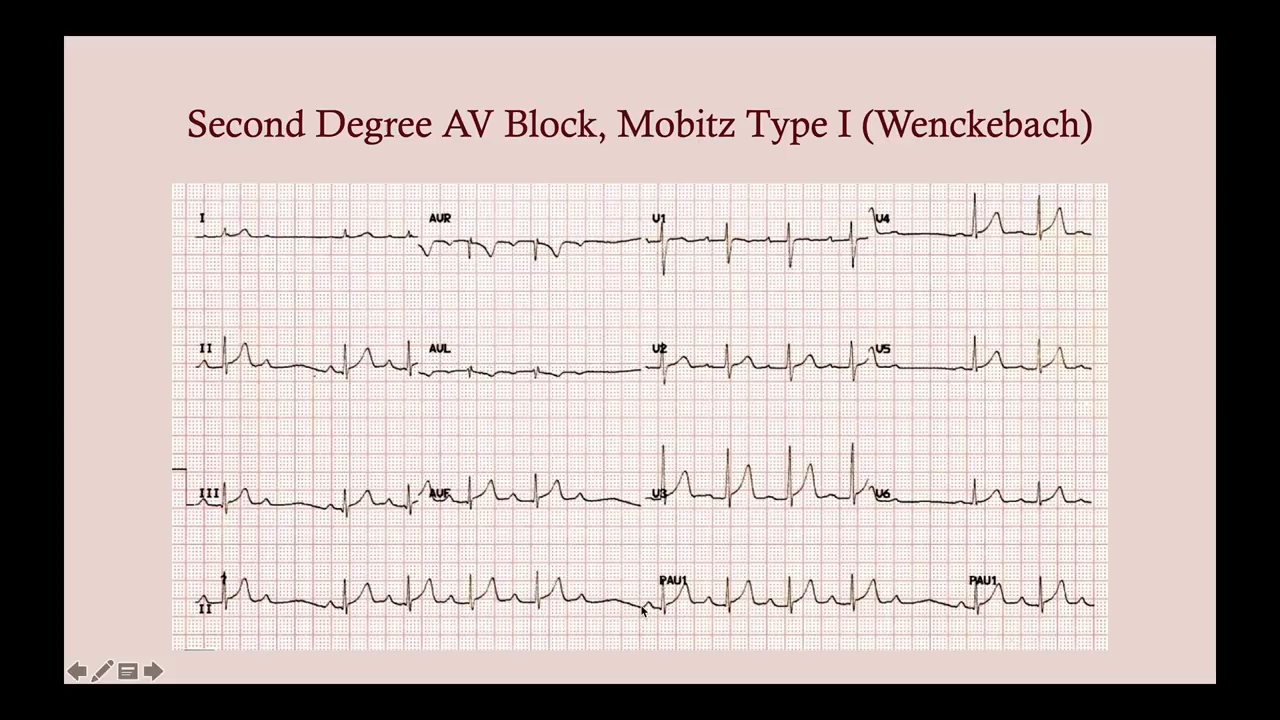 Second Degree AV Block, Mobitz Type I (Wenckebach)
I AVR V1 V4
II AVL V2 V5
III AVF V3 V6
PAU1 PAU1
II